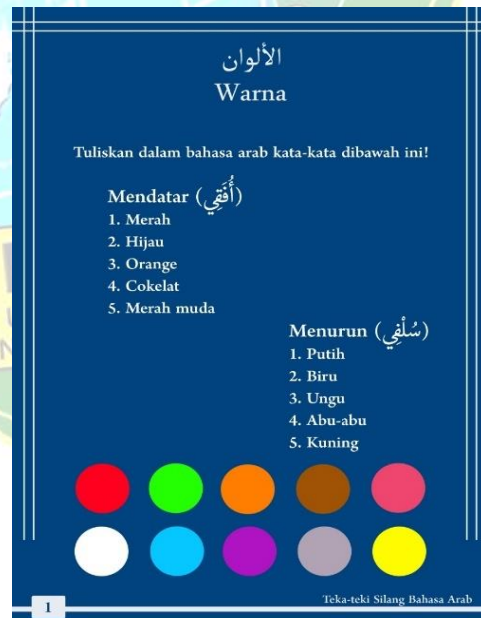 الألوان
Warna
Tuliskan dalam bahasa arab kata-kata dibawah ini!
Mendatar (أُفَقِي)
1. Merah
2. Hijau
3. Orange
4. Cokelat
5. Merah muda
Menurun (سُلْفِي)
1. Putih
2. Biru
3. Ungu
4. Abu-abu
5. Kuning
1
Teka-teki Silang Bahasa Arab